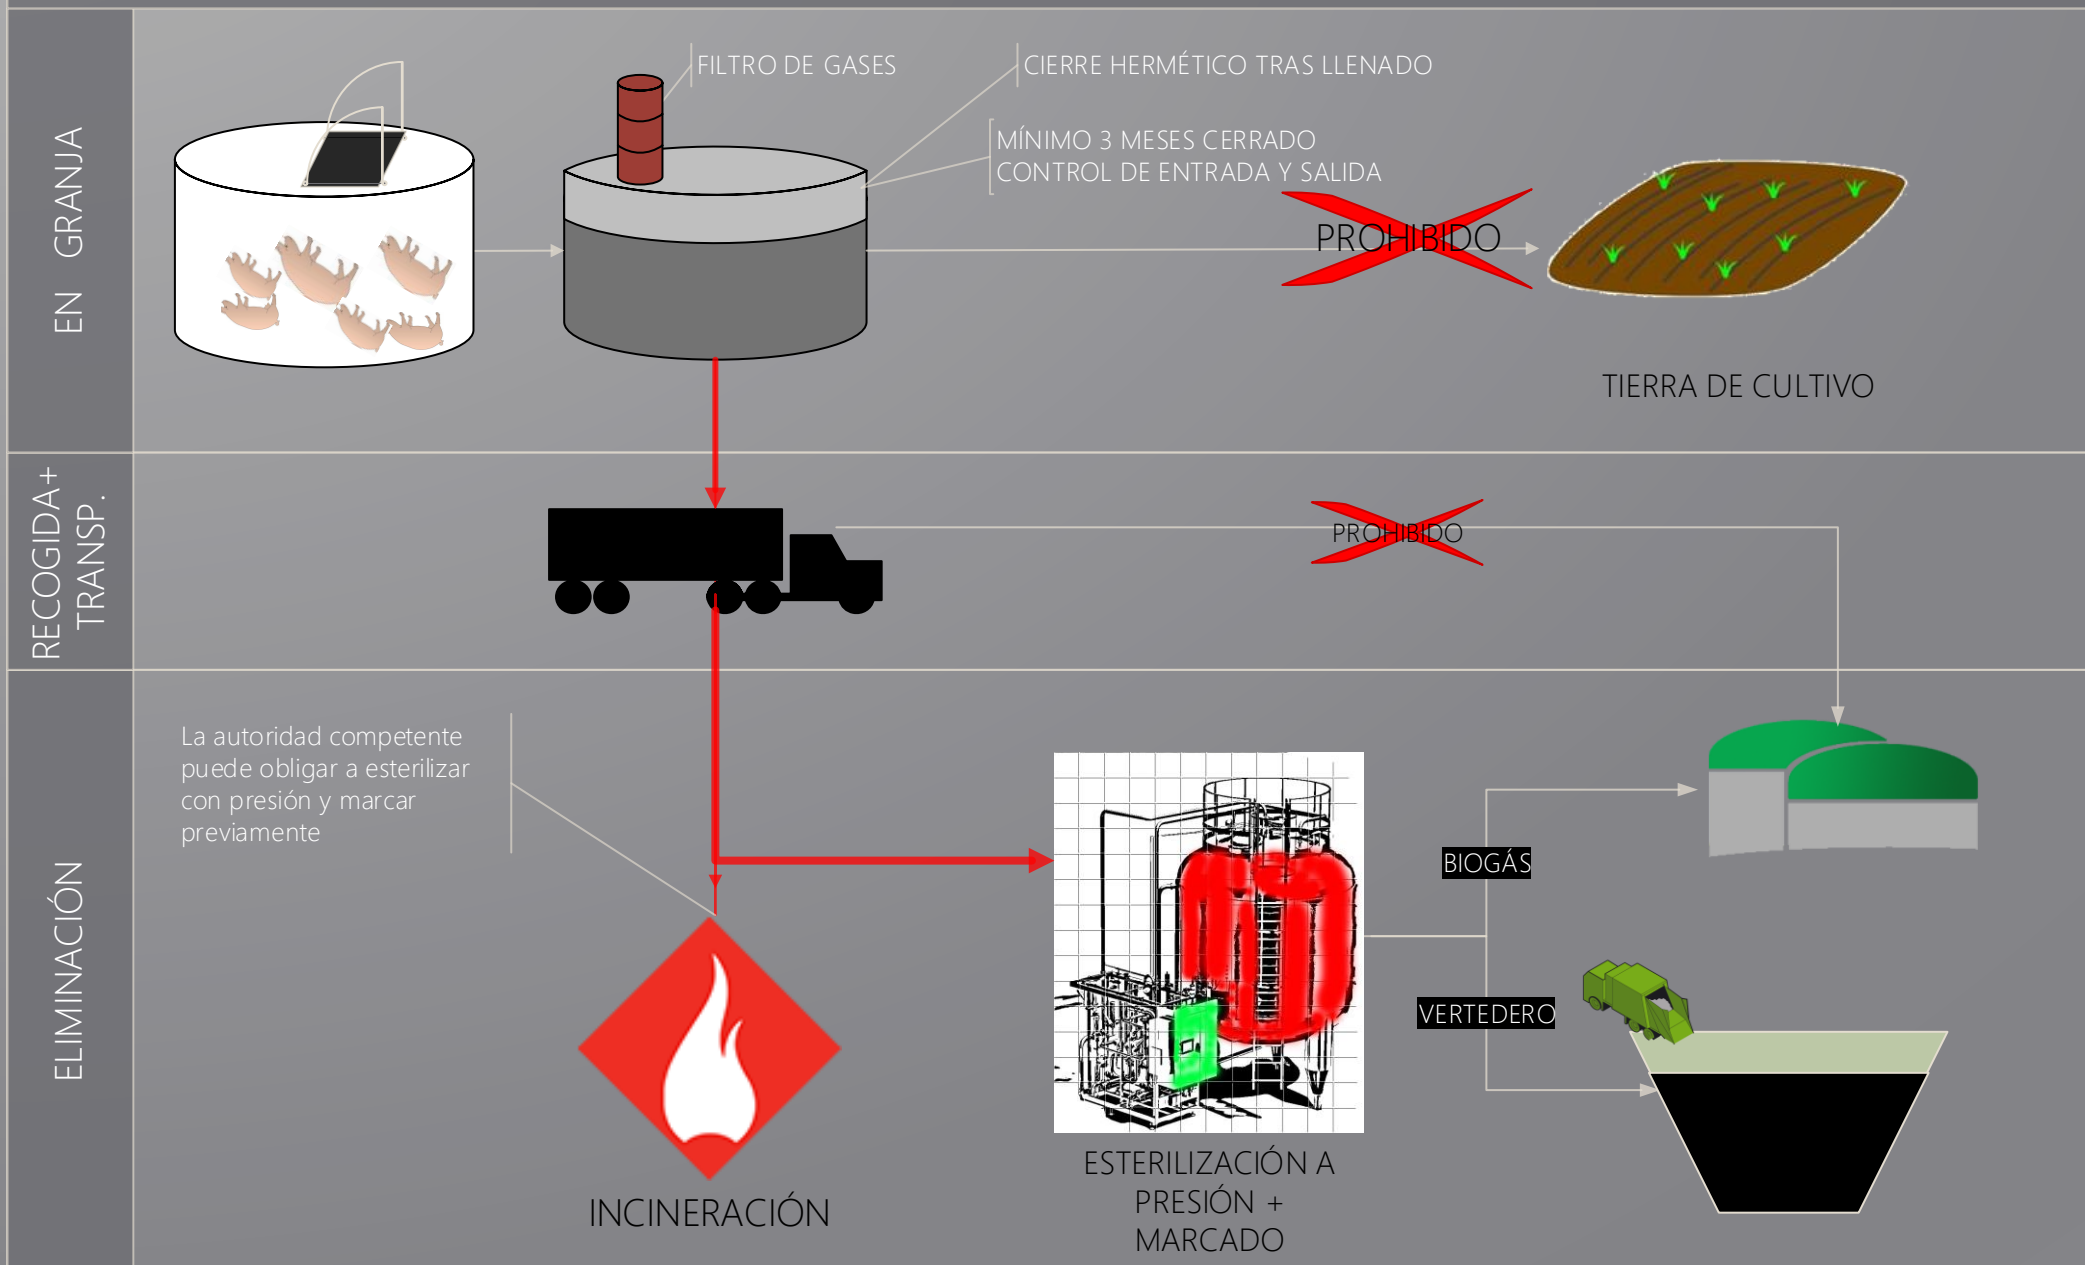 EN GRANJA
FILTRO DE GASES
CIERRE HERMÉTICO TRAS LLENADO
MÍNIMO 3 MESES CERRADO
CONTROL DE ENTRADA Y SALIDA
PROHIBIDO
TIERRA DE CULTIVO
RECOGIDA+
TRANSP.
PROHIBIDO
ELIMINACIÓN
La autoridad competente
puede obligar a esterilizar
con presión y marcar
previamente
INCINERACIÓN
ESTERILIZACIÓN A
PRESIÓN +
MARCADO
BIOGÁS
VERTEDERO